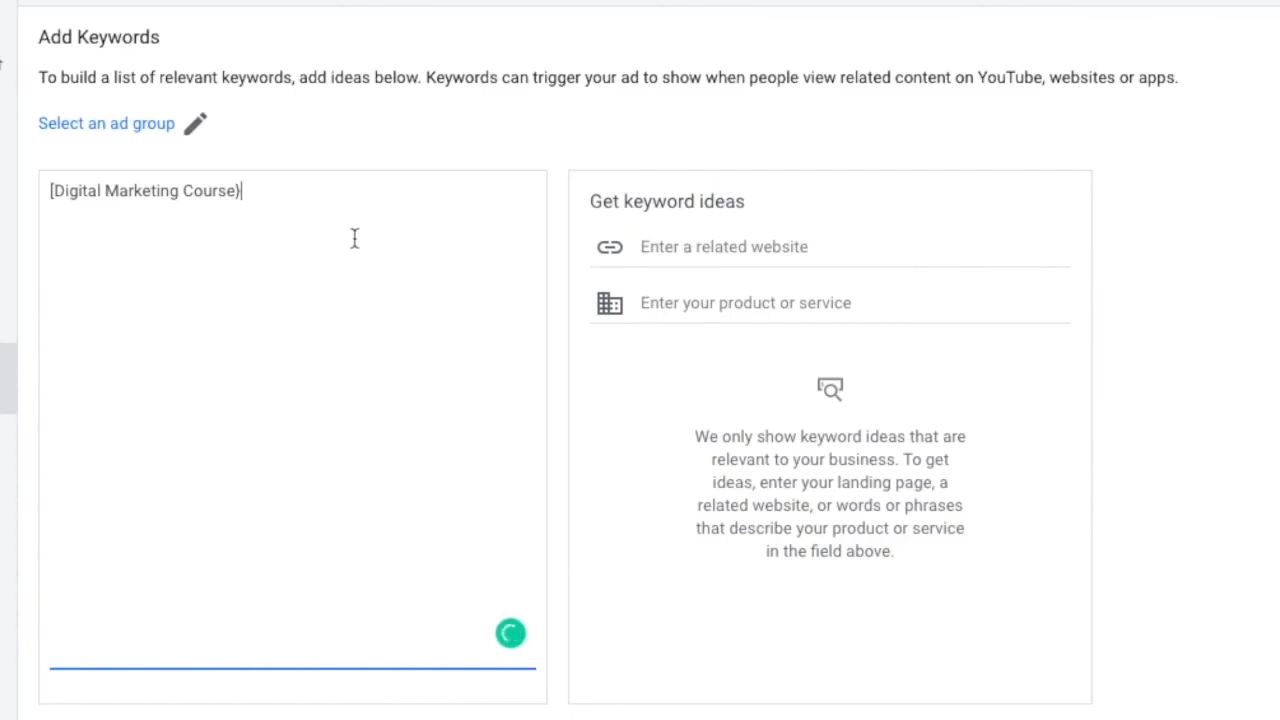 Add Keywords
To build a list of relevant keywords, add ideas below. Keywords can trigger your ad to show when people view related content on YouTube, websites or apps.
Select an ad group
[Digital Marketing Course}
Get keyword ideas
Enter a related website
Enter your product or service
We only show keyword ideas that are
relevant to your business. To get
ideas, enter your landing page, a
related website, or words or phrases
that describe your product or service
in the field above.